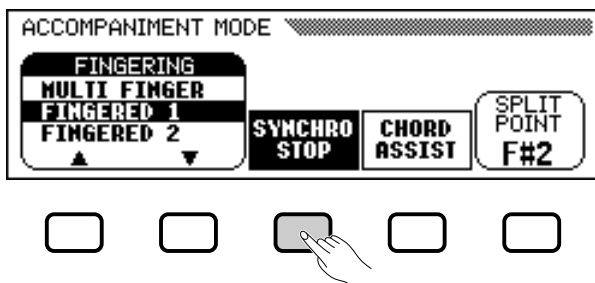 ACCOMPANIMENT MODE
FINGERING
MULTI FINGER
FINGERED 1
FINGERED 2
SYNCHRO
STOP
CHORD
ASSIST
SPLIT
POINT
F#2